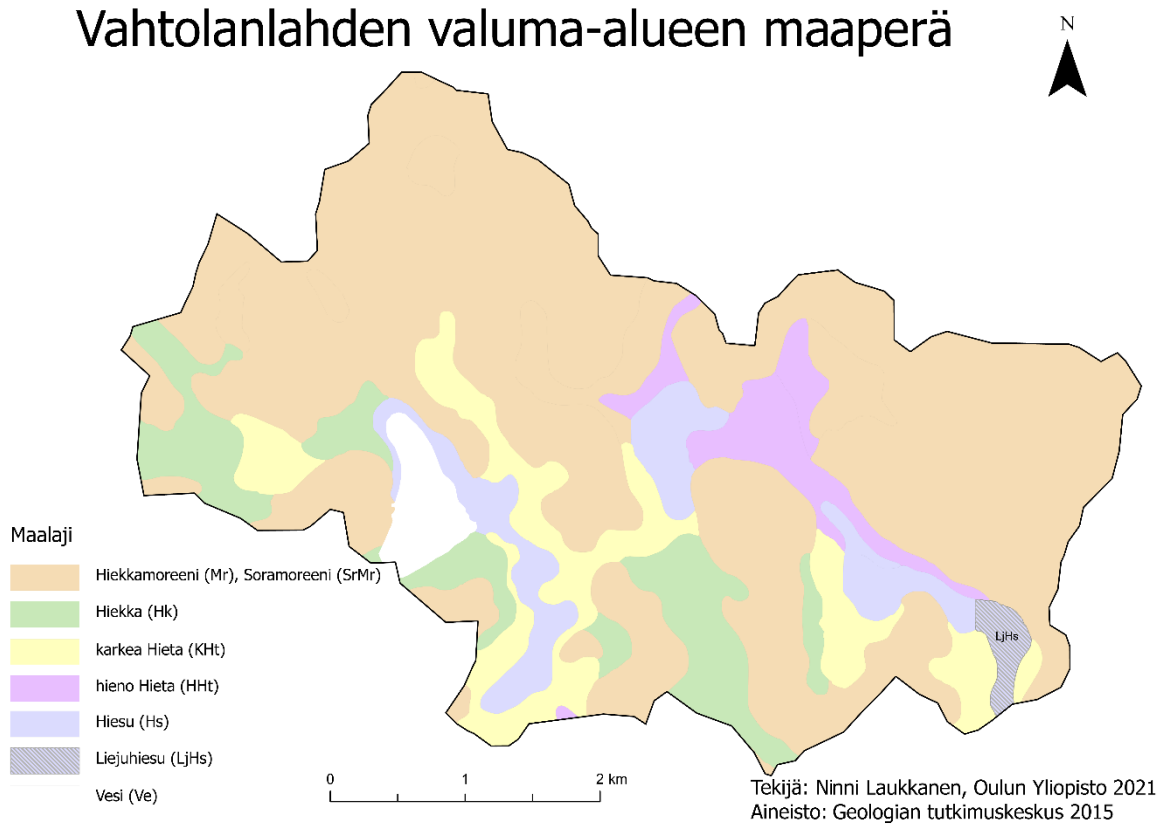 Vahtolanlahden valuma-alueen maaperä
N
LjHs
Maalaji
Hiekkamoreeni (Mr), Soramoreeni (SrMr)
Hiekka (Hk)
karkea Hieta (KHt)
hieno Hieta (HHt)
Hiesu (Hs)
Liejuhiesu (LjHs)
Vesi (Ve)
0 1 2 km
Tekijä: Ninni Laukkanen, Oulun Yliopisto 2021
Aineisto: Geologian tutkimuskeskus 2015